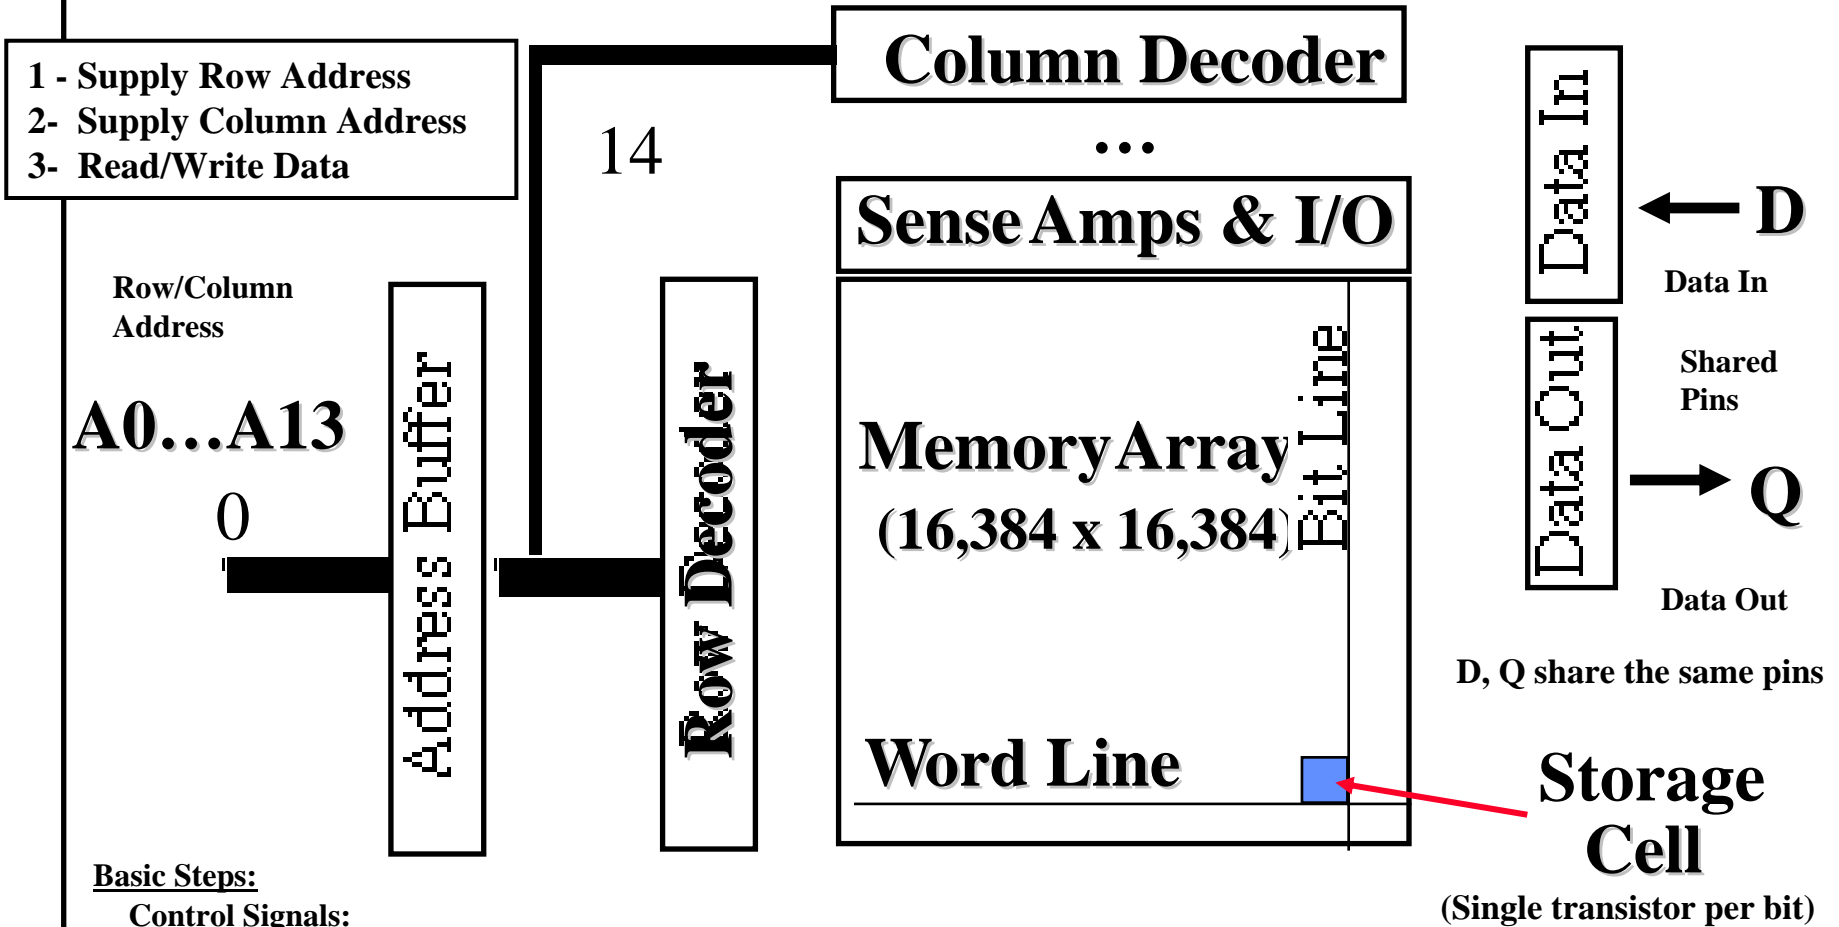 1 - Supply Row Address
2- Supply Column Address
3- Read/Write Data
Column Decoder
14
...
Sense Amps & I/O
Data In
D
Data In
Row/Column
Address
A0...A13
0
Address Buffer
Row Decoder
Memory Array
(16,384 x 16,384)
Bit Line
Word Line
Data Out
Shared
Pins
Q
Data Out
D, Q share the same pins
Storage
Cell
(Single transistor per bit)
Basic Steps:
Control Signals: